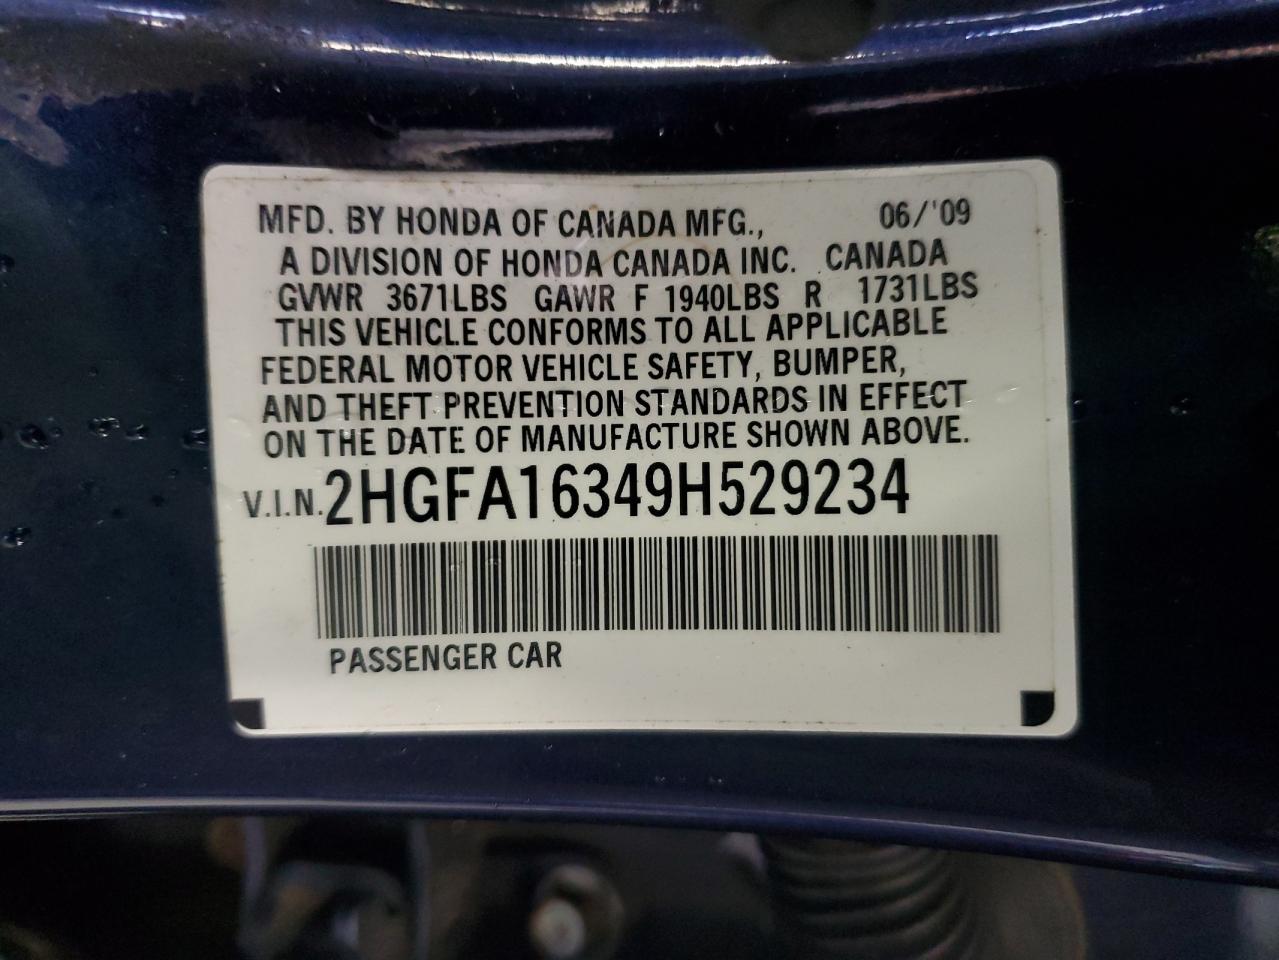 MFD. BY HONDA OF CANADA MFG., 06/'09
A DIVISION OF HONDA CANADA INC. CANADA
GVWR 3671LBS GAWR F 1940LBS R 1731LBS
THIS VEHICLE CONFORMS TO ALL APPLICABLE
FEDERAL MOTOR VEHICLE SAFETY, BUMPER,
AND THEFT PREVENTION STANDARDS IN EFFECT
ON THE DATE OF MANUFACTURE SHOWN ABOVE.
V.I.N. 2HGFA16349H529234
PASSENGER CAR